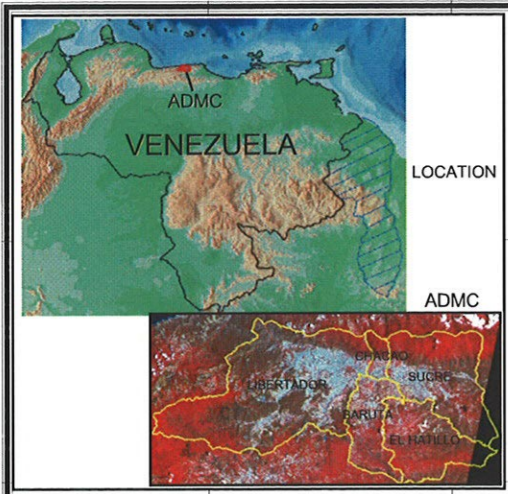 ADMC
VENEZUELA
LOCATION
ADMC
CHACAO
SUCRE
LIBERTADOR
BARUTA
EL HATILLO